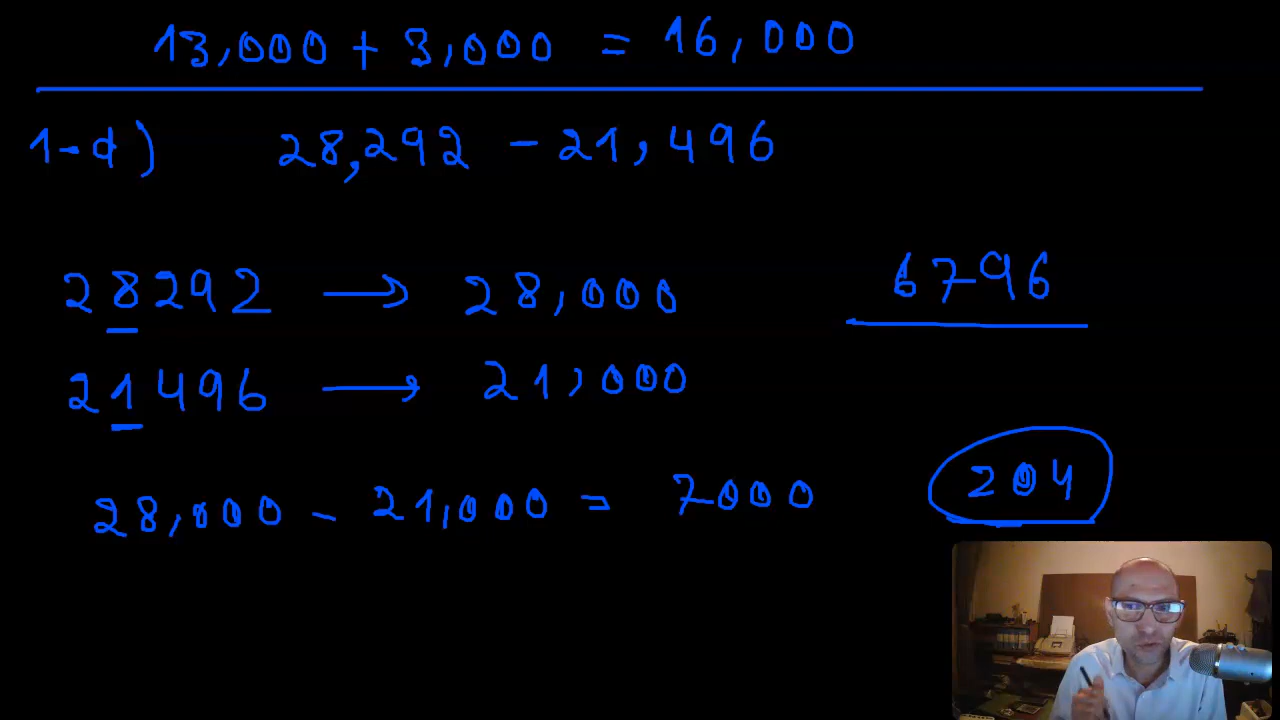 13,000 + 3,000 = 16,000
1-d) 28,292 - 21,496
28292 → 28,000
6796
21496 → 21,000
204
28,000 - 21,000 = 7000